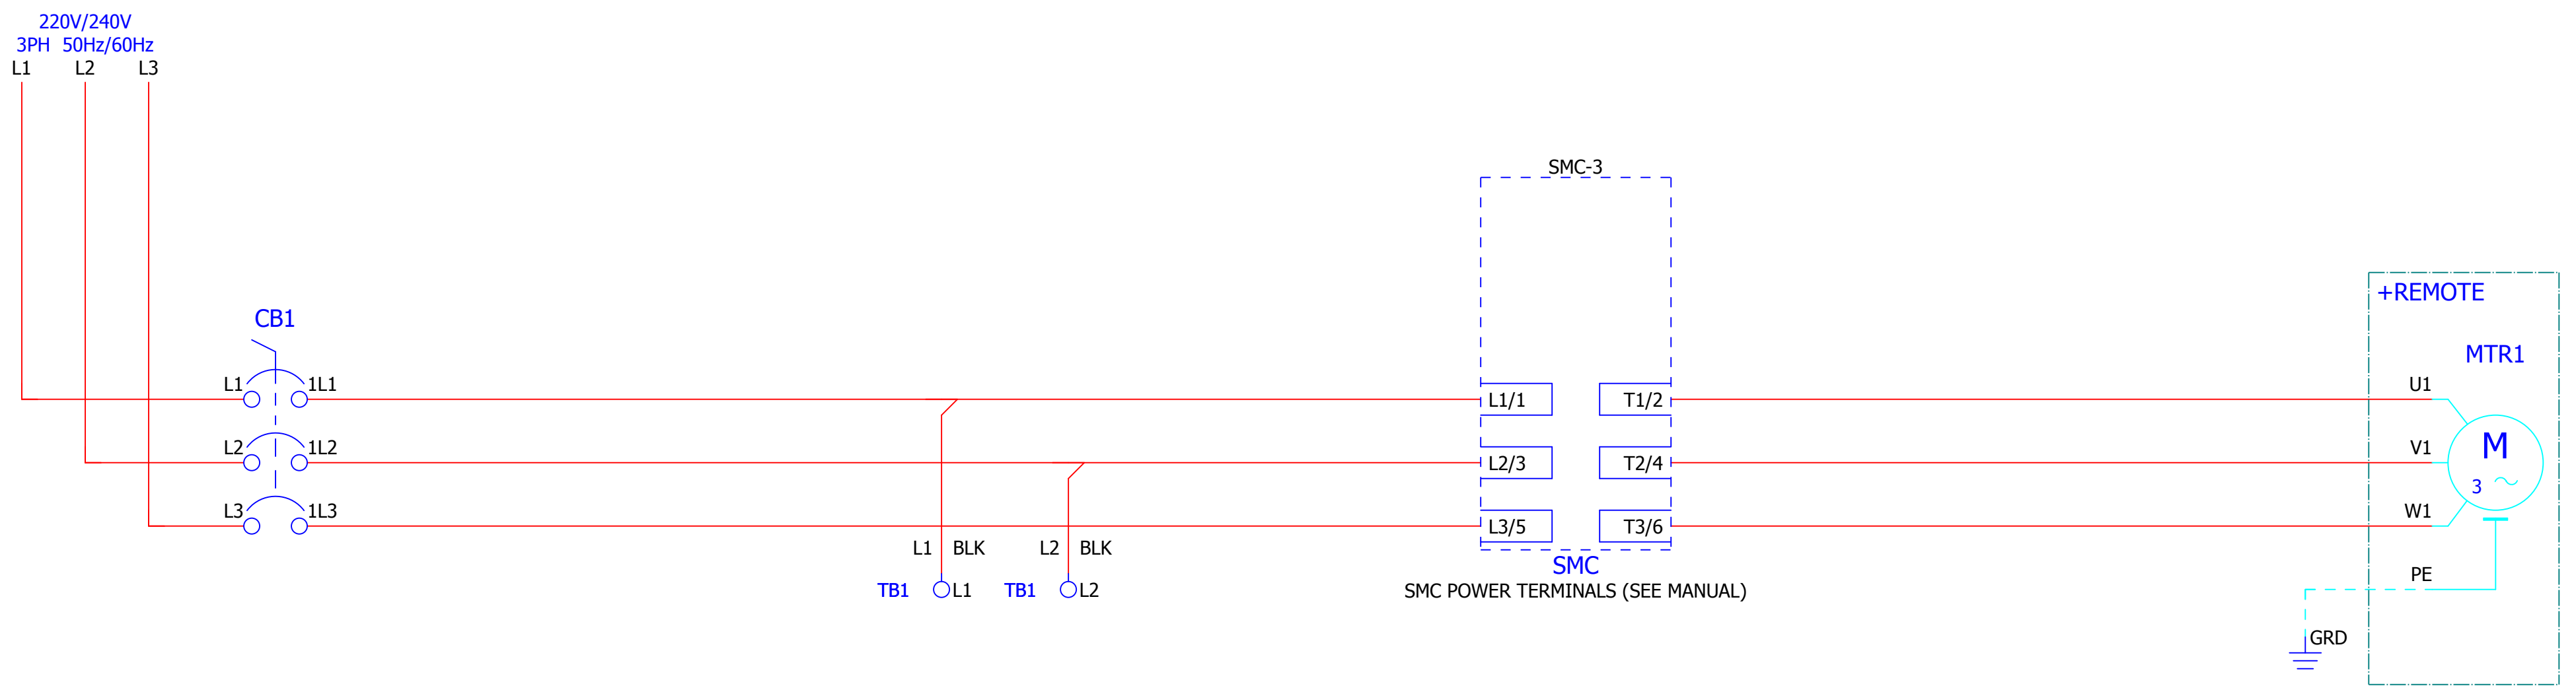 220V/240V
3PH 50Hz/60Hz
L1 L2 L3
SMC-3
+REMOTE
CB1
MTR1
L1 1L1
L1/1 T1/2
U1
L2 1L2
L2/3 T2/4
V1
M
3
L3 1L3
L3/5 T3/6
W1
L1 BLK L2 BLK
SMC
PE
TB1 L1 TB1 L2
SMC POWER TERMINALS (SEE MANUAL)
GRD